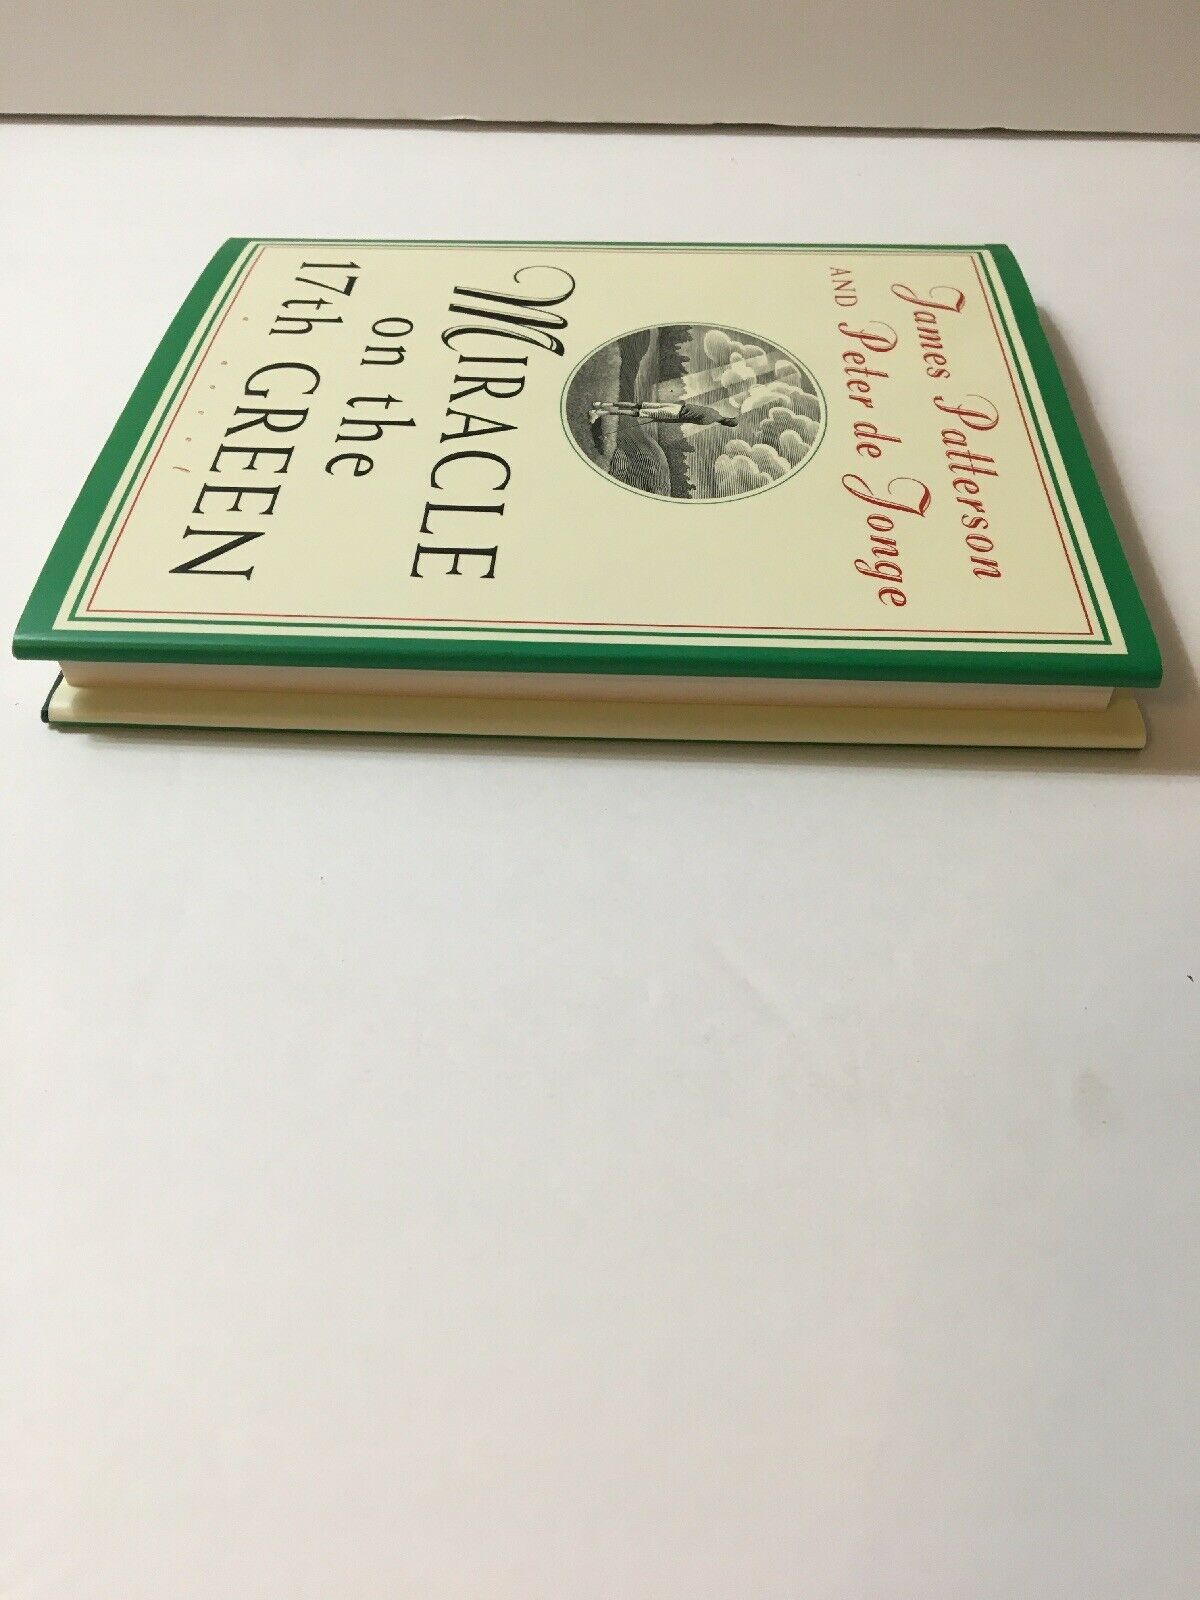 James Patterson
AND Peter de Jonge
MIRACLE
on the
17th GREEN